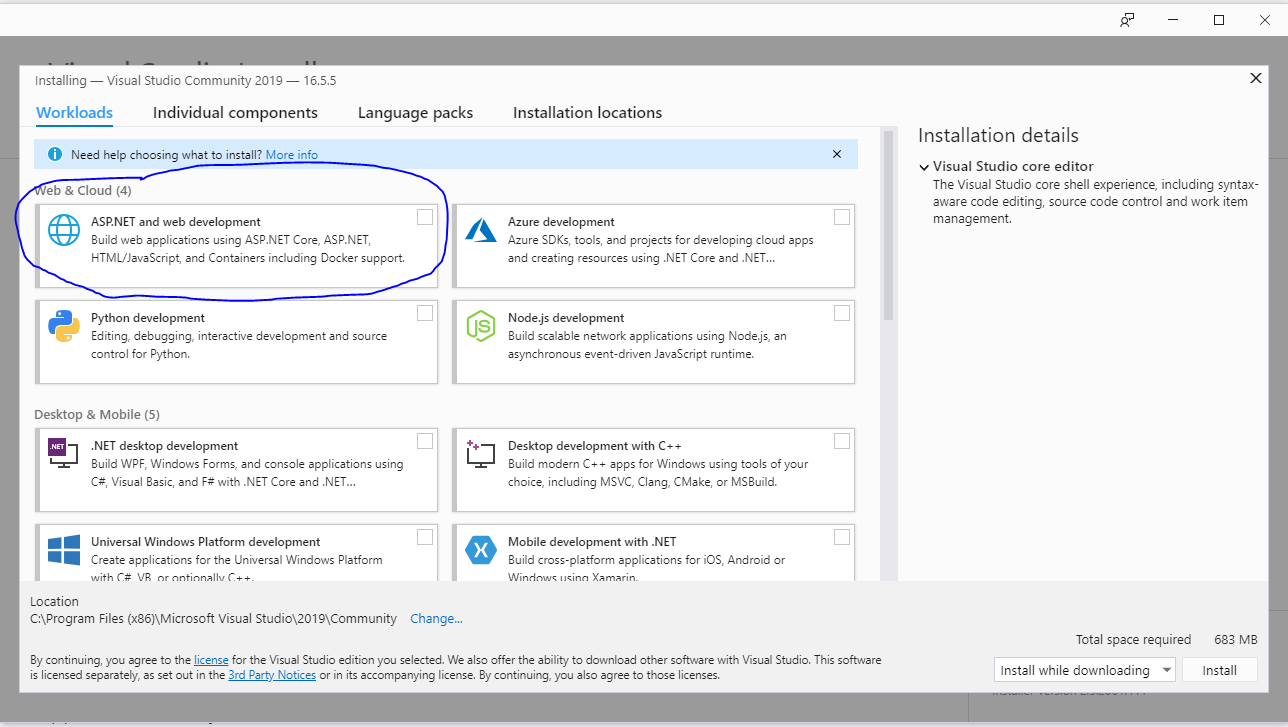 Installing — Visual Studio Community 2019 — 16.5.5
Workloads
Individual components
Language packs
Installation locations
Need help choosing what to install? More info
Web & Cloud (4)
ASP.NET and web development
Build web applications using ASP.NET Core, ASP.NET,
HTML/JavaScript, and Containers including Docker support.
Azure development
Azure SDKs, tools, and projects for developing cloud apps
and creating resources using .NET Core and .NET...
Python development
Editing, debugging, interactive development and source
control for Python.
Node.js development
Build scalable network applications using Node.js, an
asynchronous event-driven JavaScript runtime.
Desktop & Mobile (5)
.NET
.NET desktop development
Build WPF, Windows Forms, and console applications using
C#, Visual Basic, and F# with .NET Core and .NET...
Desktop development with C++
Build modern C++ apps for Windows using tools of your
choice, including MSVC, Clang, CMake, or MSBuild.
Universal Windows Platform development
Create applications for the Universal Windows Platform
with C#, VB, or optionally C++.
Mobile development with .NET
Build cross-platform applications for iOS, Android or
Windows using Xamarin.
Installation details
Visual Studio core editor
The Visual Studio core shell experience, including syntax-
aware code editing, source code control and work item
management.
Location
C:\Program Files (x86)\Microsoft Visual Studio\2019\Community Change...
Total space required 683 MB
By continuing, you agree to the license for the Visual Studio edition you selected. We also offer the ability to download other software with Visual Studio. This software
is licensed separately, as set out in the 3rd Party Notices or in its accompanying license. By continuing, you also agree to those licenses.
Install while downloading
Install